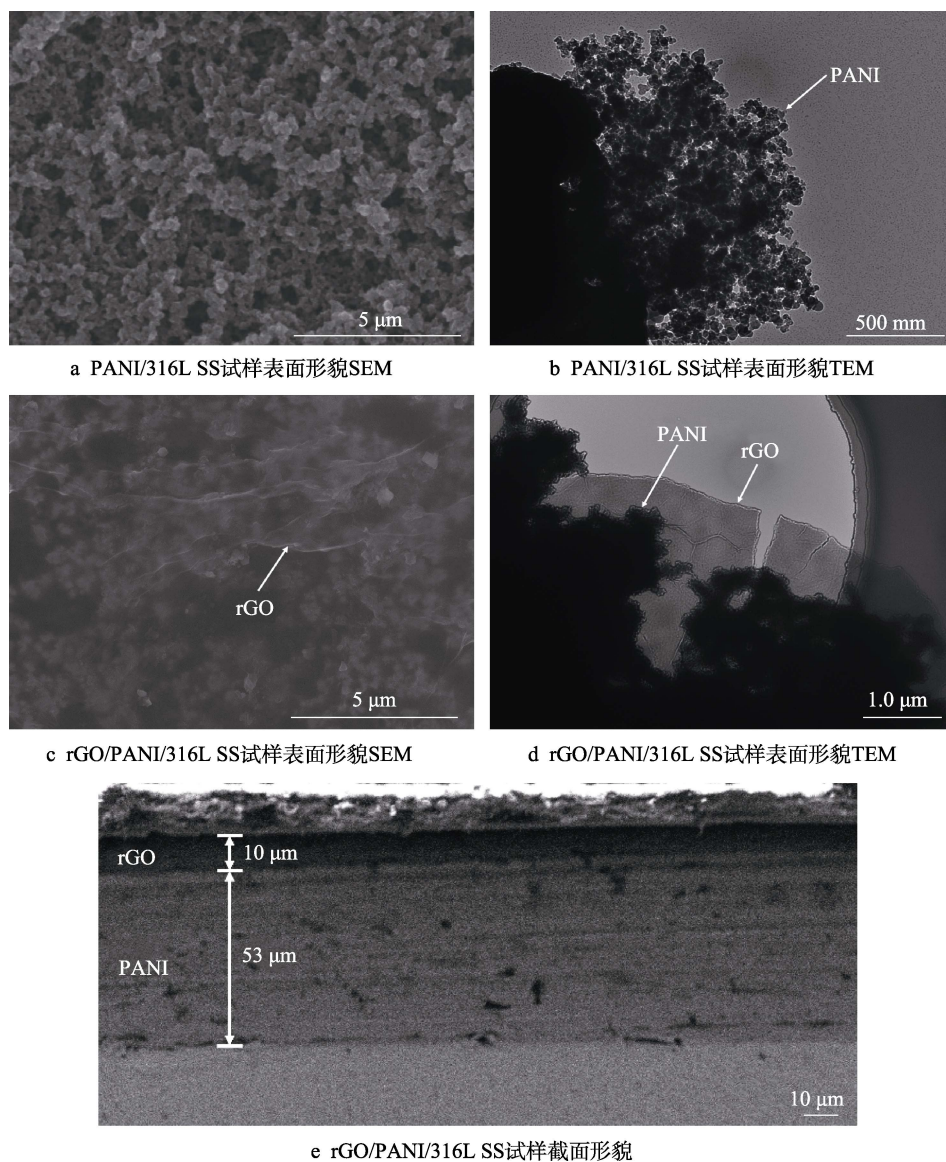 PANI
5 μm
500 mm
a PANI/316L SS试样表面形貌SEM
b PANI/316L SS试样表面形貌TEM
PANI
rGO
rGO
5 μm
1.0 μm
c rGO/PANI/316L SS试样表面形貌SEM
d rGO/PANI/316L SS试样表面形貌TEM
rGO
10 μm
53 μm
PANI
10 μm
e rGO/PANI/316L SS试样截面形貌